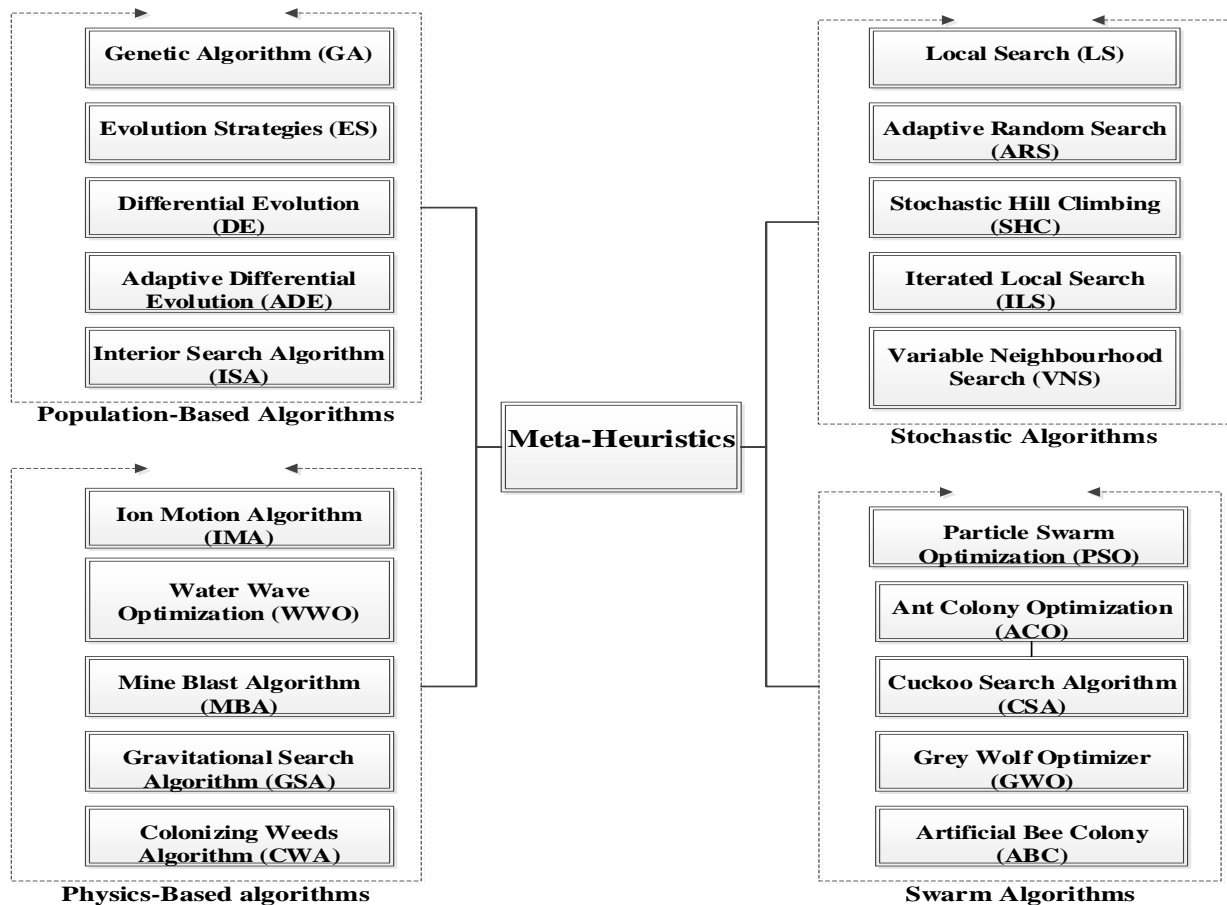 Genetic Algorithm (GA)
Evolution Strategies (ES)
Differential Evolution
(DE)
Adaptive Differential
Evolution (ADE)
Interior Search Algorithm
(ISA)
Population-Based Algorithms
Ion Motion Algorithm
(IMA)
Water Wave
Optimization (WWO)
Mine Blast Algorithm
(MBA)
Gravitational Search
Algorithm (GSA)
Colonizing Weeds
Algorithm (CWA)
Physics-Based algorithms
Meta-Heuristics
Local Search (LS)
Adaptive Random Search
(ARS)
Stochastic Hill Climbing
(SHC)
Iterated Local Search
(ILS)
Variable Neighbourhood
Search (VNS)
Stochastic Algorithms
Particle Swarm
Optimization (PSO)
Ant Colony Optimization
(ACO)
Cuckoo Search Algorithm
(CSA)
Grey Wolf Optimizer
(GWO)
Artificial Bee Colony
(ABC)
Swarm Algorithms